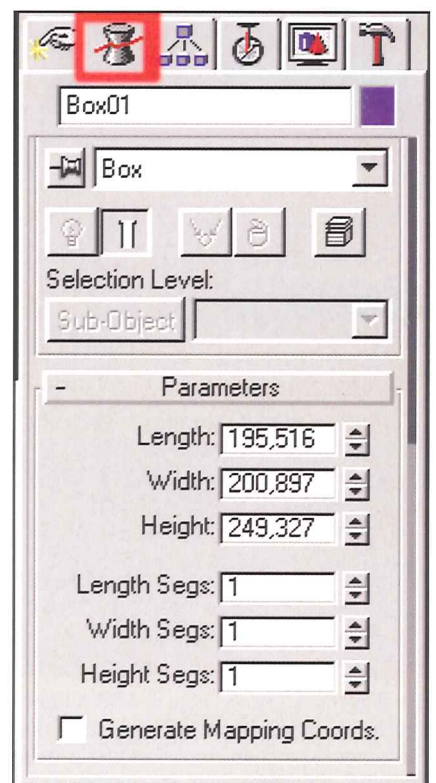 Box01
Box
Selection Level:
Sub-Object
- Parameters
Length: 195,516
Width: 200,897
Height: 249,327
Length Segs: 1
Width Segs: 1
Height Segs: 1
Generate Mapping Coords.